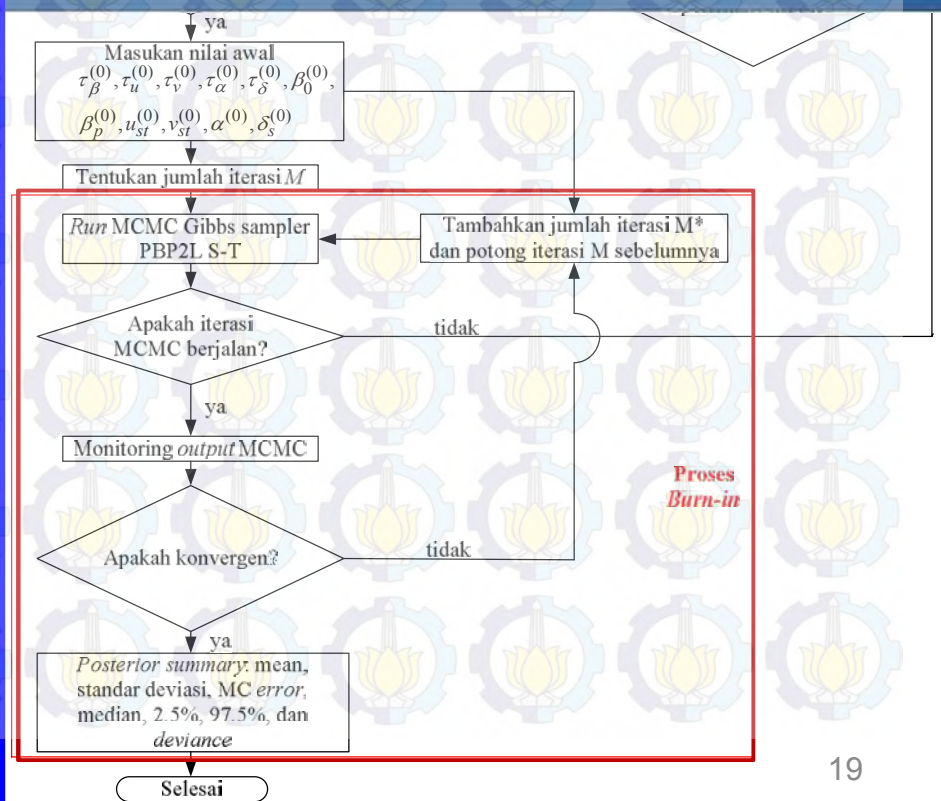 ya
Masukan nilai awal
τ_β^(0), τ_u^(0), τ_v^(0), τ_α^(0), τ_δ^(0), β_0^(0),
β_p^(0), u_st^(0), v_st^(0), α^(0), δ_s^(0)
Tentukan jumlah iterasi M
Run MCMC Gibbs sampler
PBP2L S-T
Tambahkan jumlah iterasi M*
dan potong iterasi M sebelumnya
Apakah iterasi
MCMC berjalan?
tidak
ya
Monitoring output MCMC
Proses
Burn-in
Apakah konvergen?
tidak
ya
Posterior summary: mean,
standar deviasi, MC error,
median, 2.5%, 97.5%, dan
deviance
Selesai
19